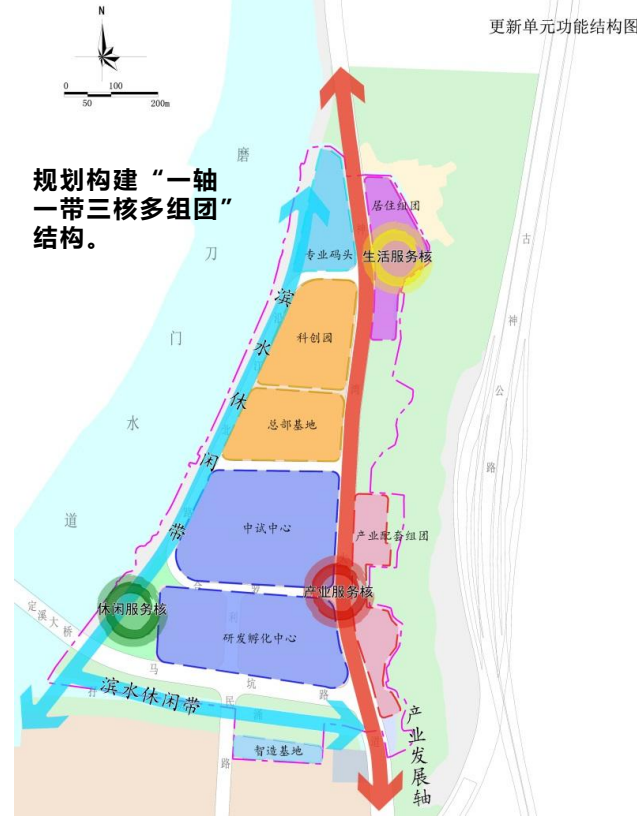 更新单元功能结构图
N
0 100
50 200m
规划构建“一轴
一带三核多组团”
结构。
磨
刀
门
水
道
居住组团
专业码头
生活服务核
滨
水
休
闲
带
科创园
总部基地
古
神
公
路
中试中心
产业配套组团
产业服务核
休闲服务核
定溪大桥
研发孵化中心
马
坑
路
滨水休闲带
民
路
智造基地
产业发展轴